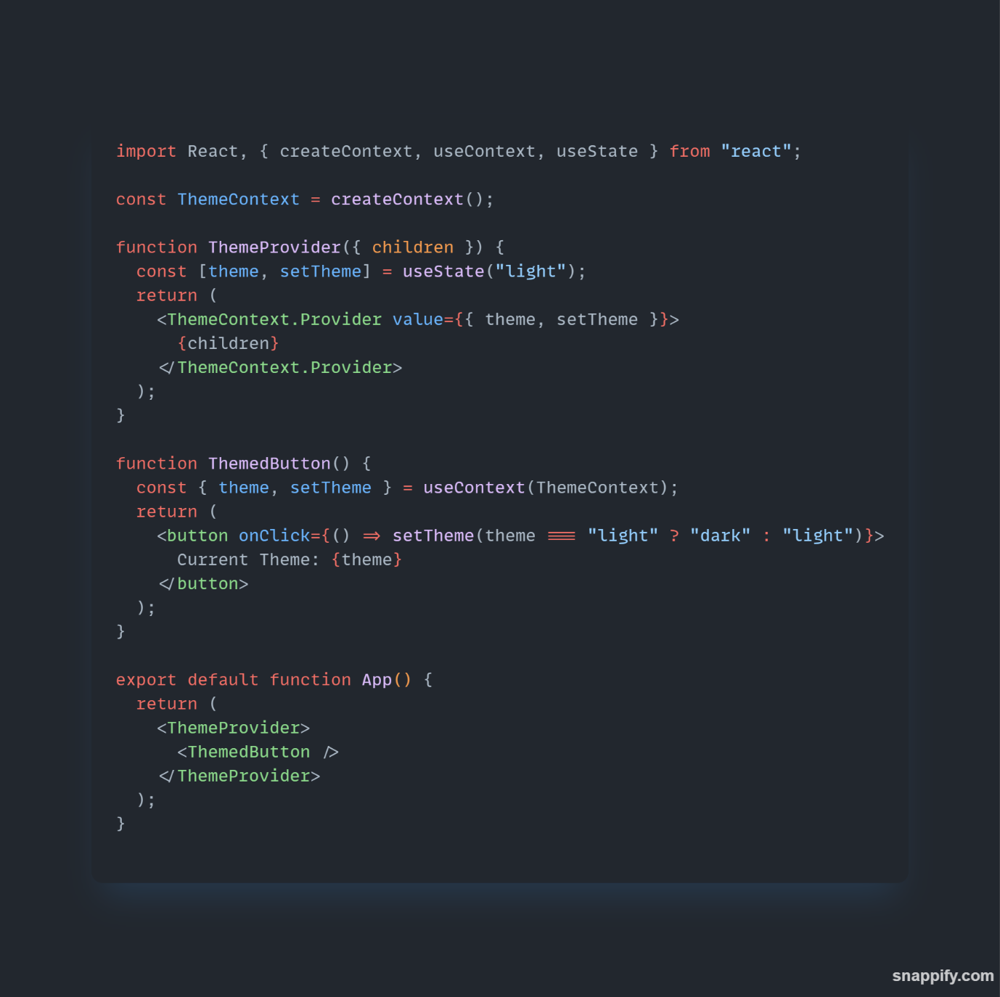 import React, { createContext, useContext, useState } from "react";

const ThemeContext = createContext();

function ThemeProvider({ children }) {
  const [theme, setTheme] = useState("light");
  return (
    <ThemeContext.Provider value={{ theme, setTheme }}>
      {children}
    </ThemeContext.Provider>
  );
}

function ThemedButton() {
  const { theme, setTheme } = useContext(ThemeContext);
  return (
    <button onClick={() => setTheme(theme === "light" ? "dark" : "light")}>
      Current Theme: {theme}
    </button>
  );
}

export default function App() {
  return (
    <ThemeProvider>
      <ThemedButton />
    </ThemeProvider>
  );
}
snappify.com